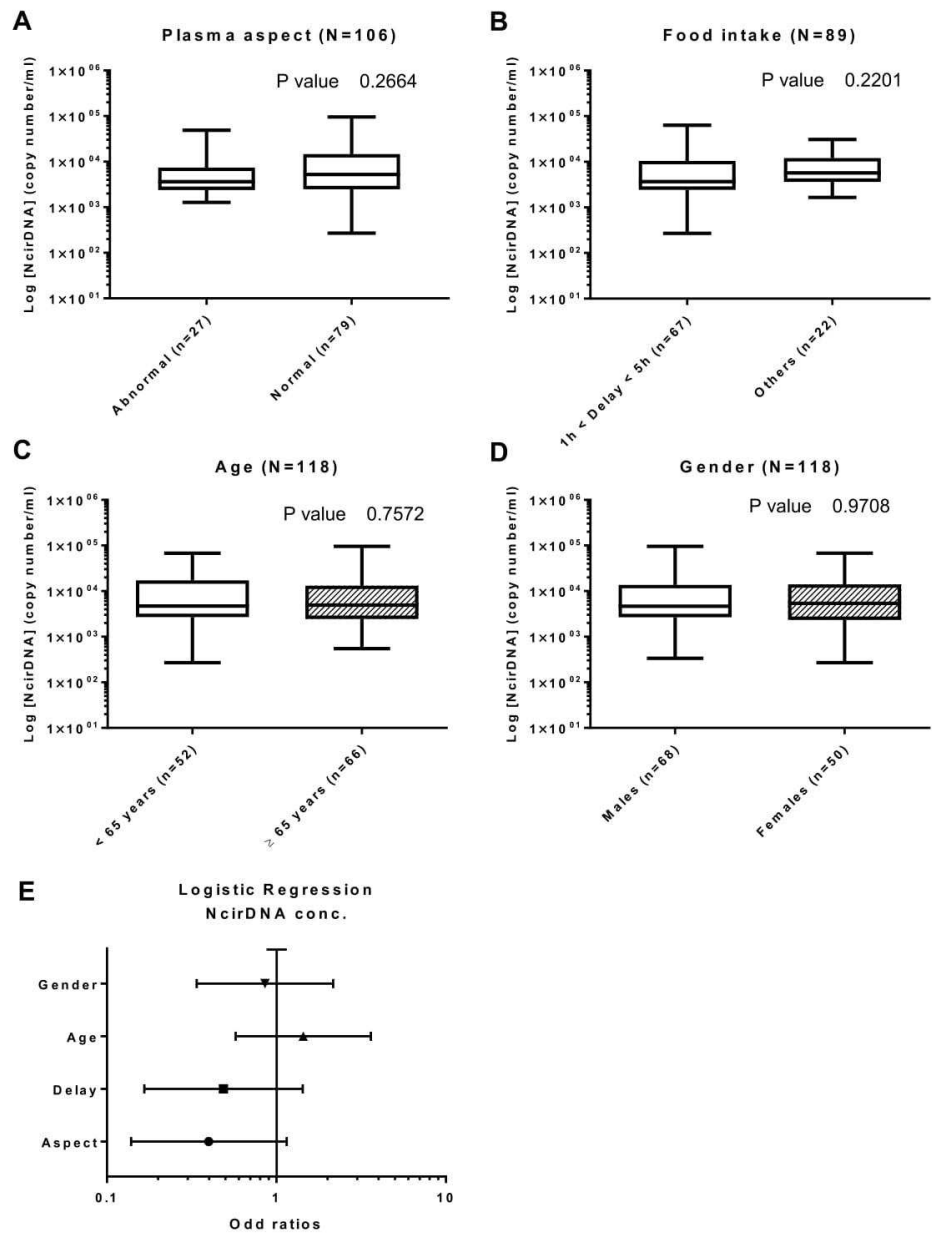 A
Plasma aspect (N=106)
P value 0.2664
Log [NcirDNA] (copy number/ml)
1×10⁰⁶
1×10⁰⁵
1×10⁰⁴
1×10⁰³
1×10⁰²
1×10⁰¹
Abnormal (n=27)
Normal (n=79)
B
Food intake (N=89)
P value 0.2201
Log [NcirDNA] (copy number/ml)
1×10⁰⁶
1×10⁰⁵
1×10⁰⁴
1×10⁰³
1×10⁰²
1×10⁰¹
1h < Delay < 5h (n=67)
Others (n=22)
C
Age (N=118)
P value 0.7572
Log [NcirDNA] (copy number/ml)
1×10⁰⁶
1×10⁰⁵
1×10⁰⁴
1×10⁰³
1×10⁰²
1×10⁰¹
< 65 years (n=52)
≥ 65 years (n=66)
D
Gender (N=118)
P value 0.9708
Log [NcirDNA] (copy number/ml)
1×10⁰⁶
1×10⁰⁵
1×10⁰⁴
1×10⁰³
1×10⁰²
1×10⁰¹
Males (n=68)
Females (n=50)
E
Logistic Regression
NcirDNA conc.
Gender
Age
Delay
Aspect
0.1
1
10
Odd ratios